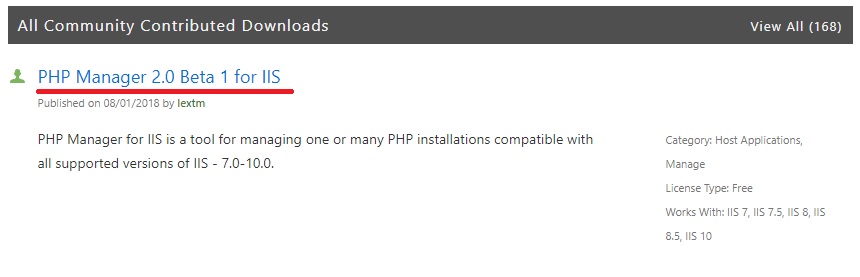 All Community Contributed Downloads
View All (168)
PHP Manager 2.0 Beta 1 for IIS
Published on 08/01/2018 by lextm
PHP Manager for IIS is a tool for managing one or many PHP installations compatible with
all supported versions of IIS - 7.0-10.0.
Category: Host Applications,
Manage
License Type: Free
Works With: IIS 7, IIS 7.5, IIS 8, IIS
8.5, IIS 10